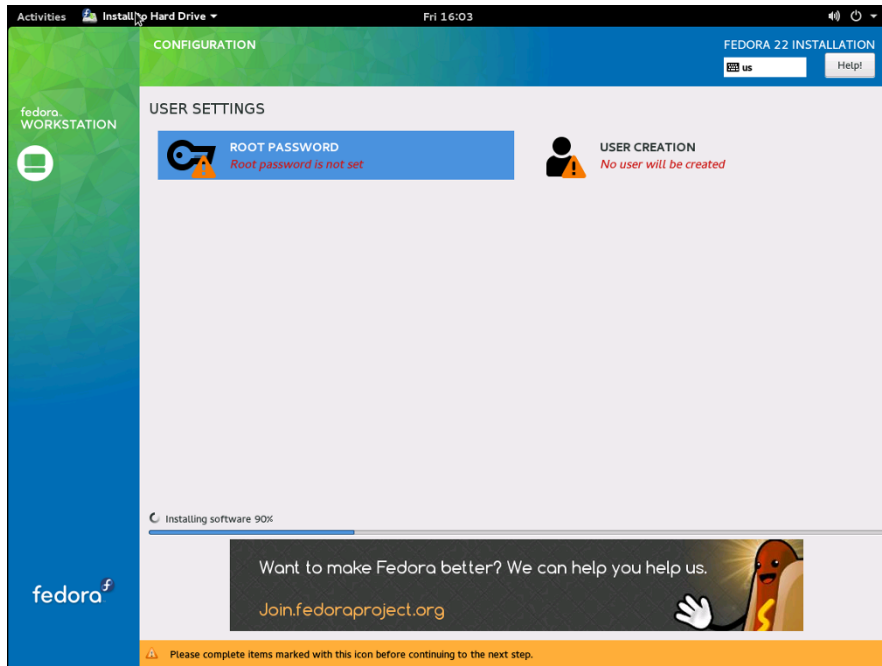 Activities Install to Hard Drive Fri 16:03
CONFIGURATION
FEDORA 22 INSTALLATION
us Help!
fedora
WORKSTATION
USER SETTINGS
ROOT PASSWORD
Root password is not set
USER CREATION
No user will be created
Installing software 90%
Want to make Fedora better? We can help you help us.
Join.fedoraproject.org
fedora
Please complete items marked with this icon before continuing to the next step.